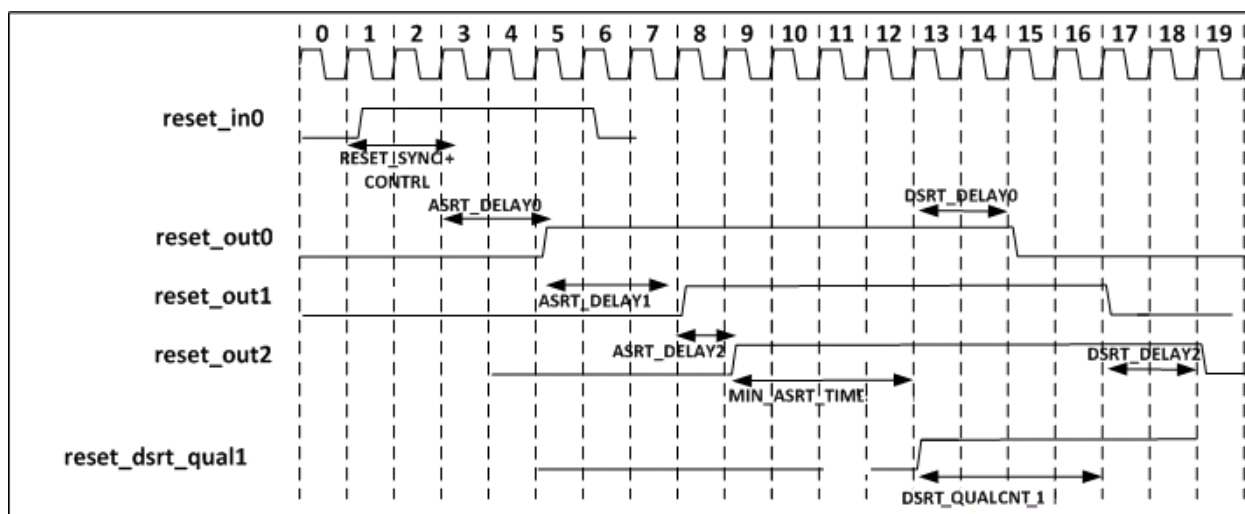 0 1 2 3 4 5 6 7 8 9 10 11 12 13 14 15 16 17 18 19
reset_in0
RESET_SYNC+
CONTRL
ASRT_DELAY0
DSRT_DELAY0
reset_out0
reset_out1
ASRT_DELAY1
reset_out2
ASRT_DELAY2
DSRT_DELAY2
MIN_ASRT_TIME
reset_dsrt_qual1
DSRT_QUALCNT_1